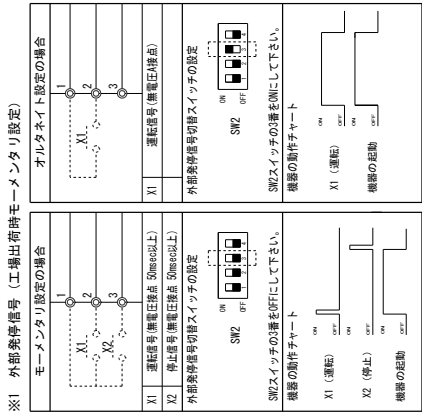 ※1 外部発停信号 (工場出荷時モーメンタリ設定)
モーメンタリ設定の場合
1
2
3
X1
X2
X1 運転信号(無電圧接点 50msec以上)
X2 停止信号(無電圧接点 50msec以上)
外部発停信号切替スイッチの設定
ON
OFF
1 2 3 4
SW2
SW2スイッチの3番をOFFにして下さい。
機器の動作チャート
X1 (運転)
ON
OFF
X2 (停止)
ON
OFF
機器の起動
ON
OFF
オルタネイト設定の場合
1
2
3
X1
X1 運転信号(無電圧A接点)
外部発停信号切替スイッチの設定
ON
OFF
1 2 3 4
SW2
SW2スイッチの3番をONにして下さい。
機器の動作チャート
X1 (運転)
ON
OFF
機器の起動
ON
OFF